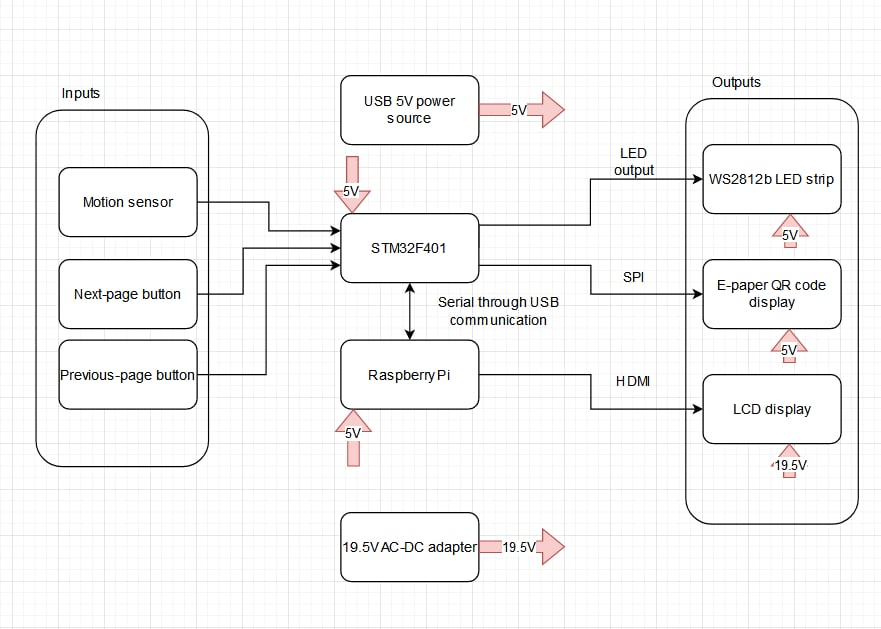 Inputs
Motion sensor
Next-page button
Previous-page button
USB 5V power
source
5V
5V
STM32F401
Serial through USB
communication
Raspberry Pi
5V
19.5V AC-DC adapter
19.5V
LED
output
SPI
HDMI
Outputs
WS2812b LED strip
5V
E-paper QR code
display
5V
LCD display
19.5V